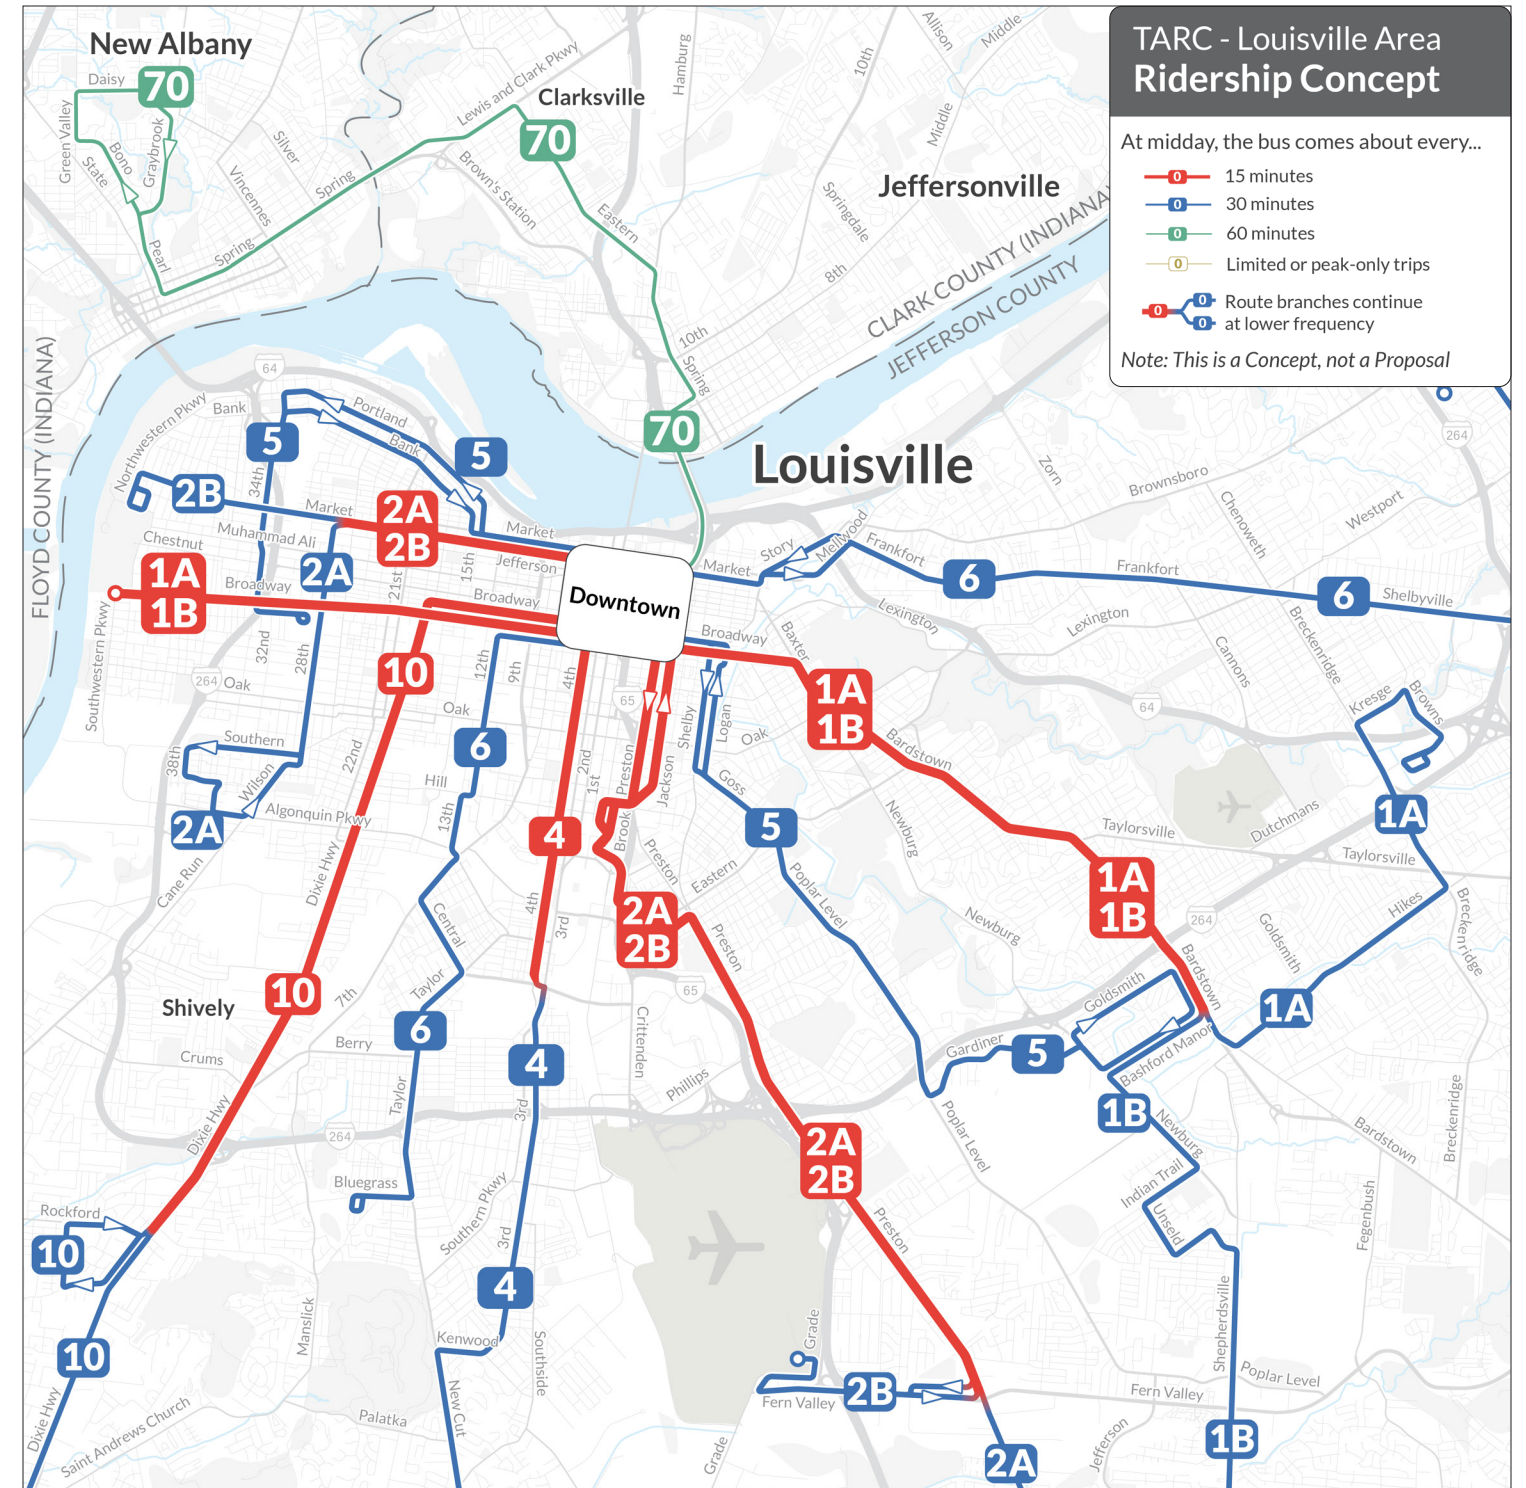 TARC - Louisville Area
Ridership Concept
At midday, the bus comes about every...
0 15 minutes
0 30 minutes
0 60 minutes
0 Limited or peak-only trips
0 0 0 Route branches continue
at lower frequency
Note: This is a Concept, not a Proposal
New Albany
Daisy
70
Green Valley
State
Bono
Graybrook
Silver
Vincennes
Pearl
Spring
Spring
Lewis and Clark Pkwy
Clarksville
70
Brown's Station
Eastern
Hamburg
10th
Allison
Middle
Middle
Jeffersonville
Springdale
8th
10th
Spring
70
CLARK COUNTY (INDIANA)
JEFFERSON COUNTY
FLOYD COUNTY (INDIANA)
Louisville
64
Northwestern Pkwy
Bank
Portland
Bank
5
5
34th
2B
Market
Muhammad Ali
Chestnut
1A
1B
Broadway
2A
2A
2B
21st
15th
Market
Jefferson
Broadway
Downtown
Southwestern Pkwy
32nd
28th
264
Oak
10
12th
9th
4th
Oak
6
Southern
38th
Wilson
2A
Algonquin Pkwy
22nd
Hill
13th
Cane Run
Dixie Hwy
65
2nd
1st
Preston
Jackson
Shelby
Logan
Oak
Broadway
Baxter
Market
Story
Mellwood
Frankfort
6
Frankfort
6
Shelbyville
Zorn
Brownsboro
Chenoweth
Westport
264
Lexington
Lexington
Cannons
Breckenridge
64
1A
1B
Bardstown
Kresge
Browns
1A
Dutchmans
Taylorsville
Taylorsville
Newburg
Goss
5
4
Brooke
Preston
Eastern
Poplar Level
1A
1B
264
Goldsmith
Hikes
Breckenridge
Newburg
Preston
2A
2B
4th
3rd
Central
Taylor
10
Shively
7th
6
Berry
Crums
65
Crittenden
4
Taylor
3rd
Phillips
Bardstown
Goldsmith
1A
Gardiner
5
Bashford Manor
1B
Newburg
Poplar Level
Bardstown
Breckenridge
Dixie Hwy
264
Bluegrass
Rockford
10
Southern Pkwy
3rd
4
2A
2B
Preston
Indian Trail
Unseld
Fegenbush
Shepherdsville
10
Manslick
Kenwood
Southside
Grade
2B
Fern Valley
Fern Valley
Poplar Level
Dixie Hwy
Saint Andrews Church
Palatka
New Cut
Grade
2A
Jefferson
1B